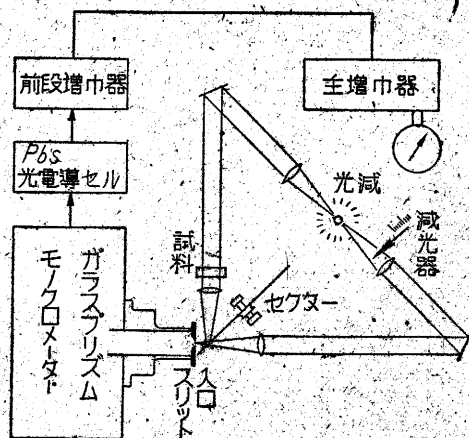 前段増巾器
主増巾器
PbS
光電導セル
光減
減光器
試料
セクター
ガラスプリズム
モノクロメーター
入口
スリット